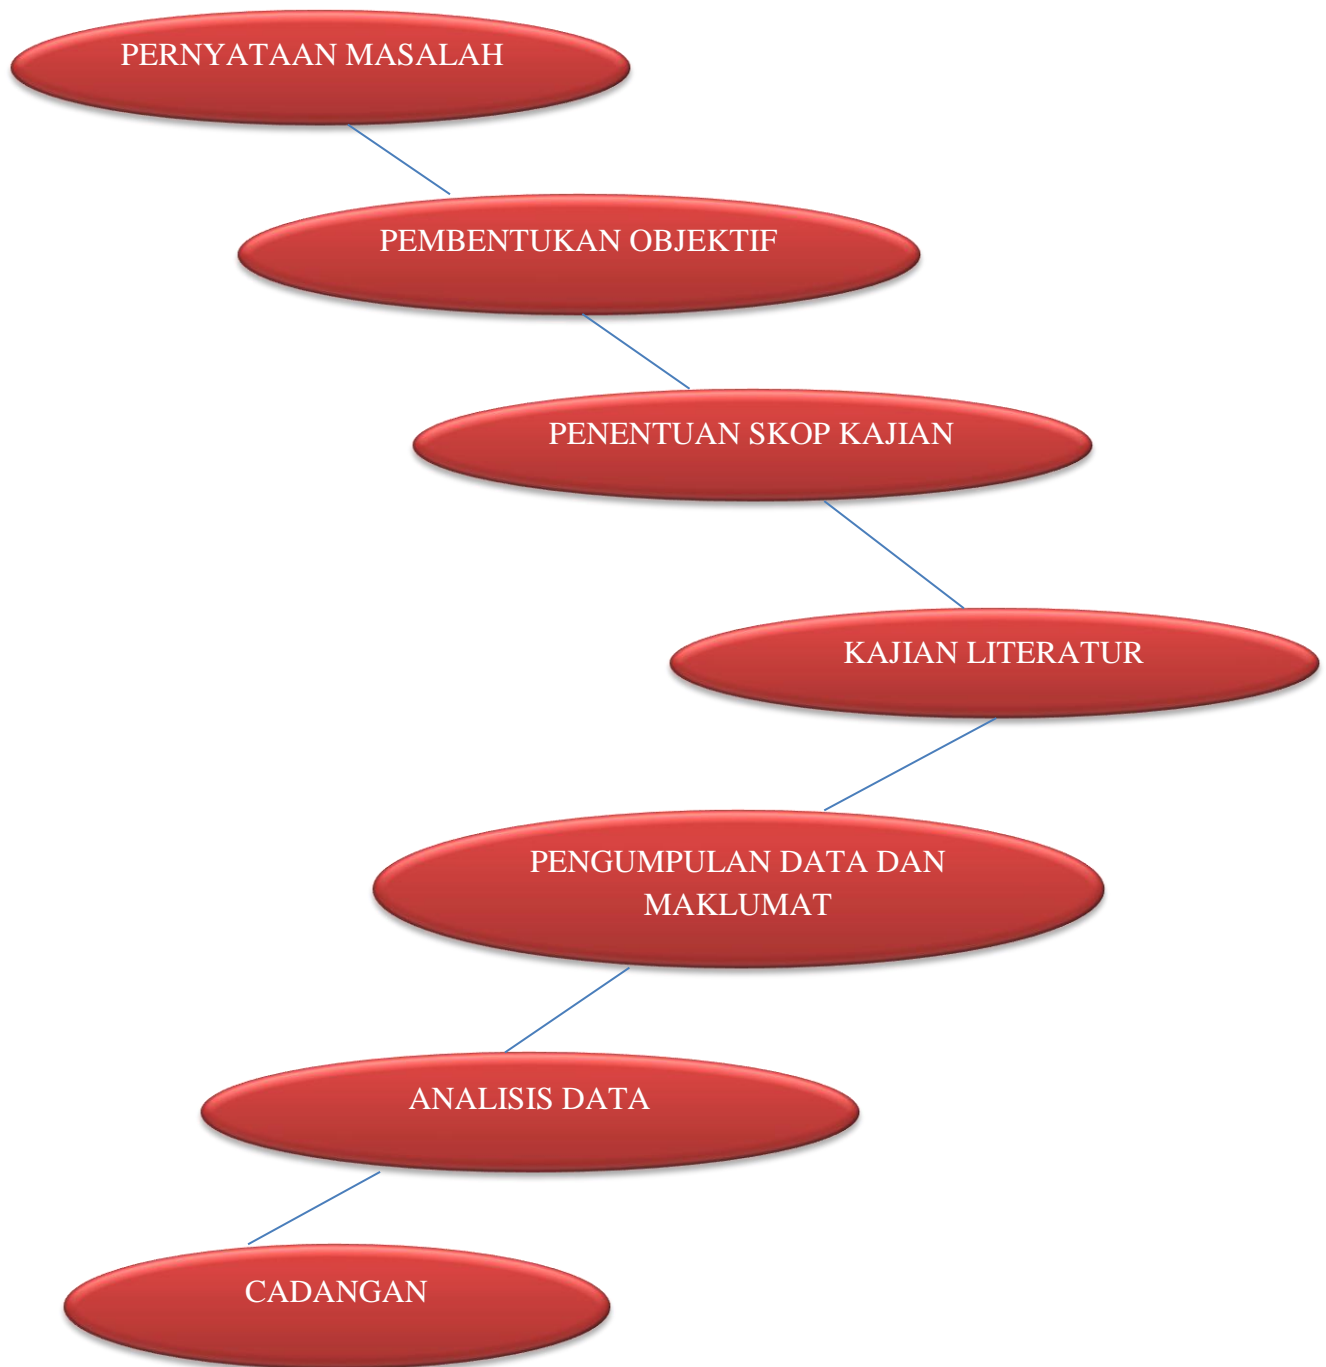 PERNYATAAN MASALAH
PEMBENTUKAN OBJEKTIF
PENENTUAN SKOP KAJIAN
KAJIAN LITERATUR
PENGUMPULAN DATA DAN
MAKLUMAT
ANALISIS DATA
CADANGAN